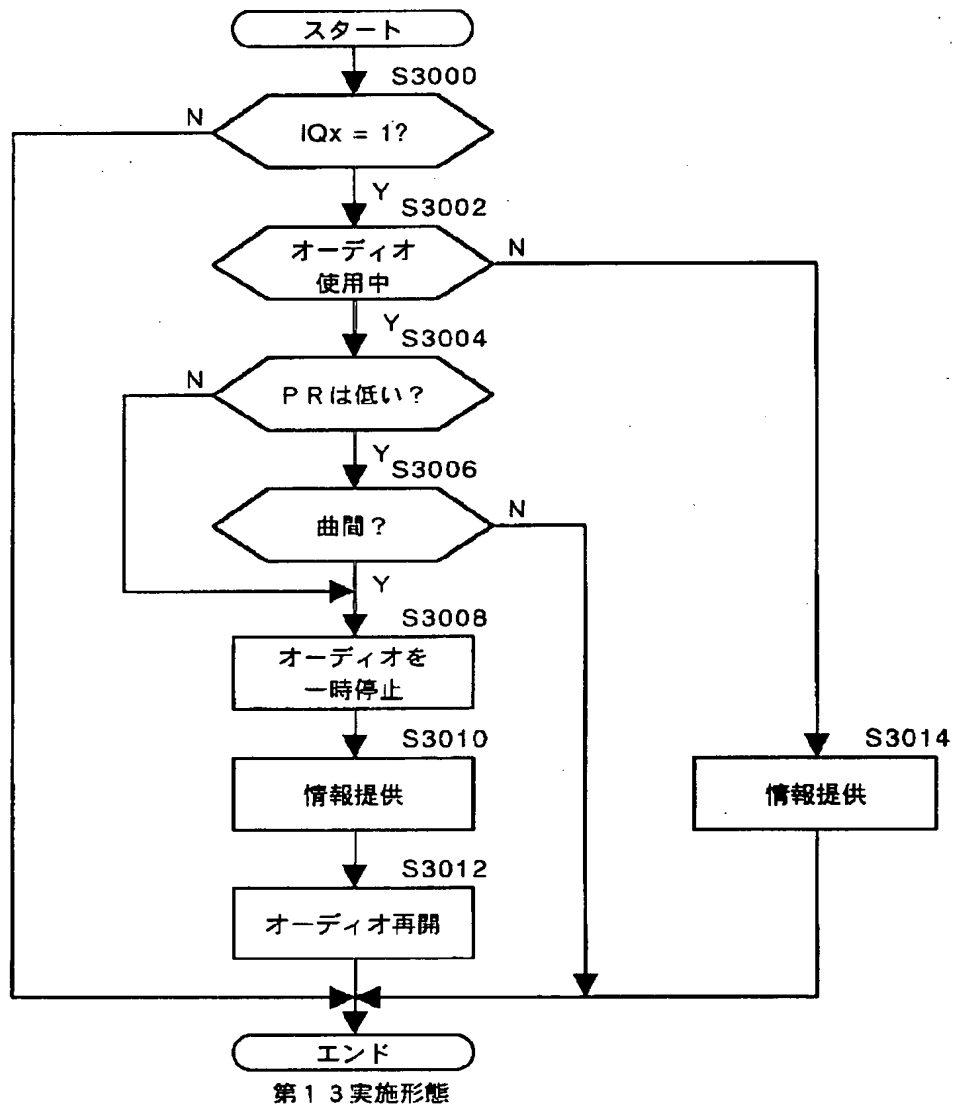 スタート
S3000
N
IQx = 1?
Y
S3002
オーディオ
使用中
N
Y
S3004
N
PRは低い？
Y
S3006
曲間？
N
Y
S3008
オーディオを
一時停止
S3010
情報提供
S3014
情報提供
S3012
オーディオ再開
エンド
第13実施形態